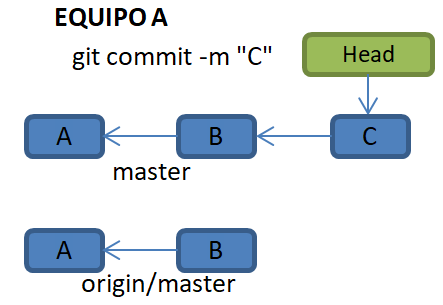 EQUIPO A
git commit -m "C"
Head
A B C
master
A B
origin/master